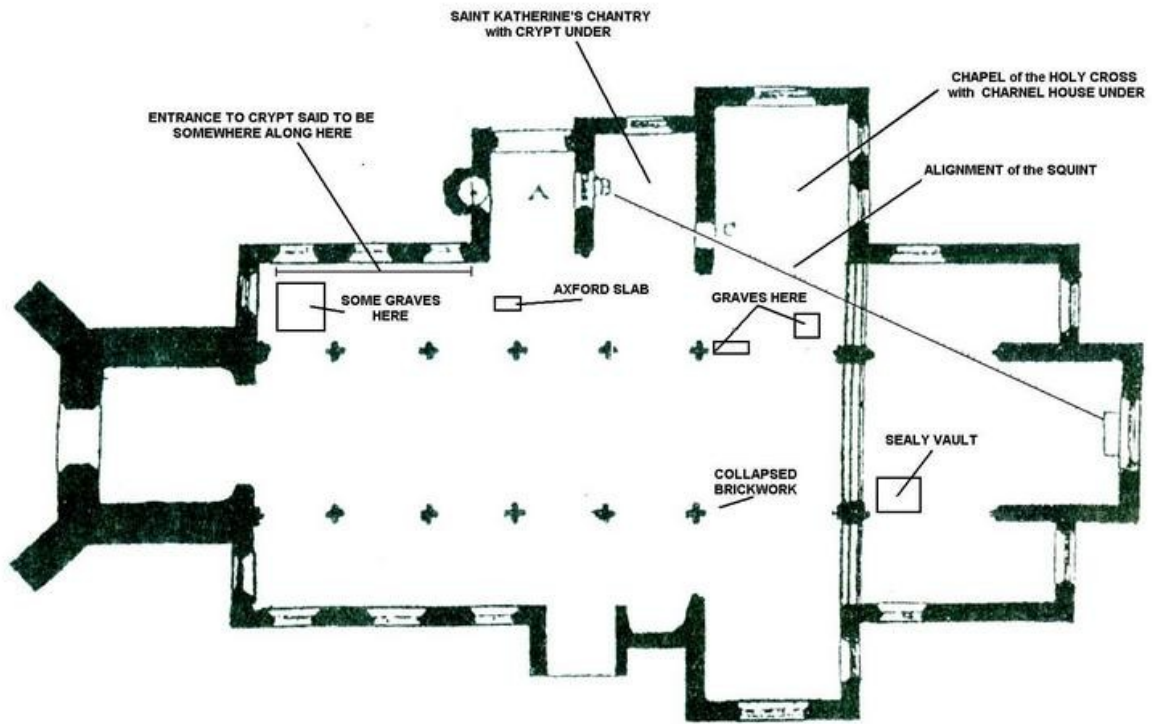 SAINT KATHERINE'S CHANTRY
with CRYPT UNDER
CHAPEL of the HOLY CROSS
with CHARNEL HOUSE UNDER
ENTRANCE TO CRYPT SAID TO BE
SOMEWHERE ALONG HERE
ALIGNMENT of the SQUINT
A
B
C
SOME GRAVES
HERE
AXFORD SLAB
GRAVES HERE
SEALY VAULT
COLLAPSED
BRICKWORK